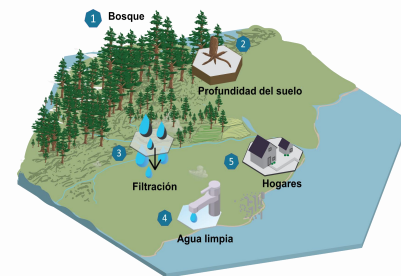 1 Bosque
2
Profundidad del suelo
3
Filtración
4
Agua limpia
5
Hogares